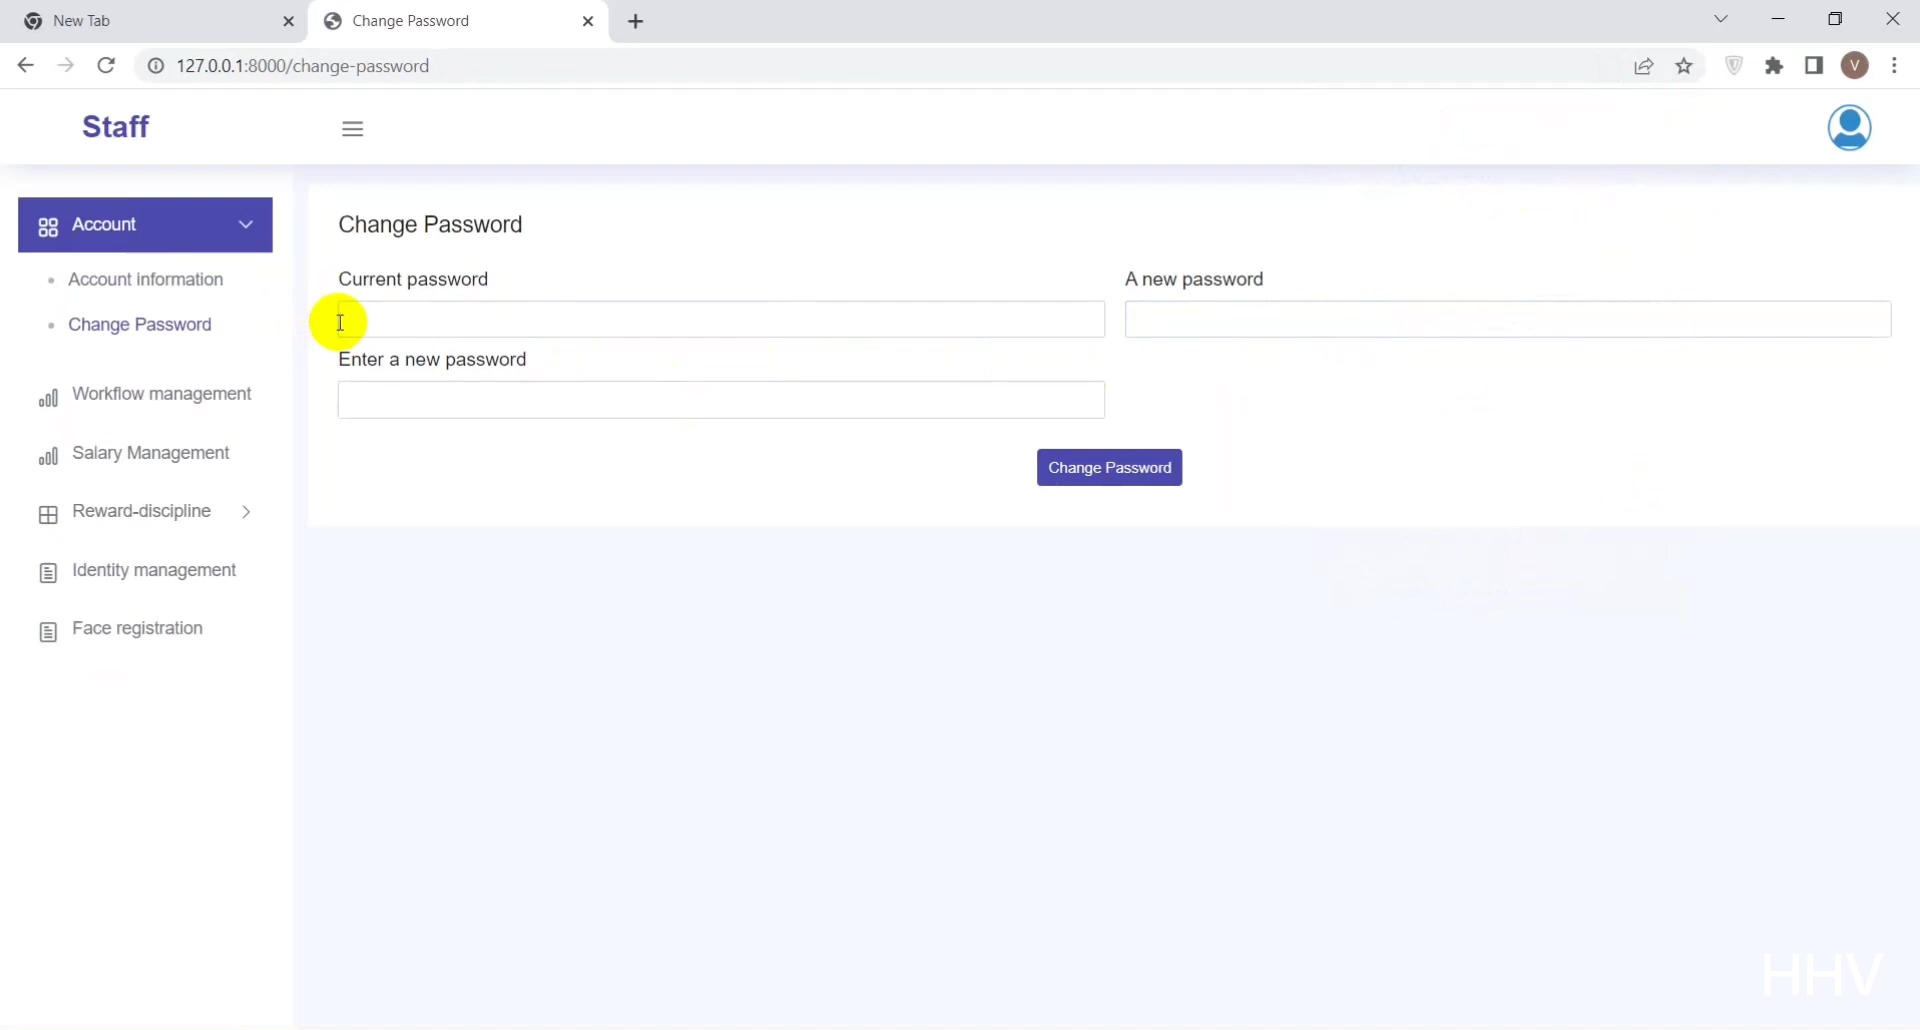 New Tab
Change Password
127.0.0.1:8000/change-password
V
Staff
Account
Account information
Change Password
Workflow management
Salary Management
Reward-discipline
Identity management
Face registration
Change Password
Current password
A new password
Enter a new password
Change Password
HHV